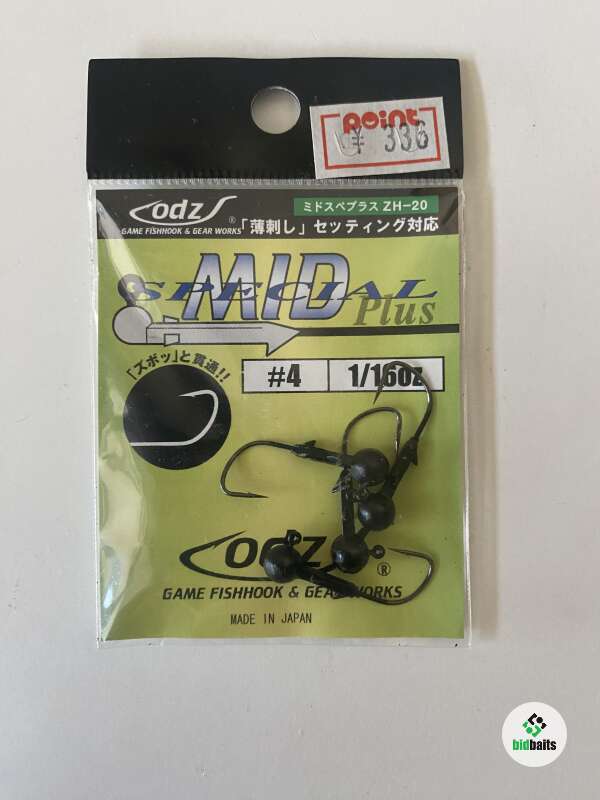 Point
¥ 336
odz
®
GAME FISHHOOK & GEAR WORKS
ミドスペプラス ZH-20
「薄刺し」セッティング対応
MID
SPECIAL
Plus
「ズボッ」と貫通!!
#4
1/16oz
odz
®
GAME FISHHOOK & GEAR WORKS
MADE IN JAPAN
bidbaits